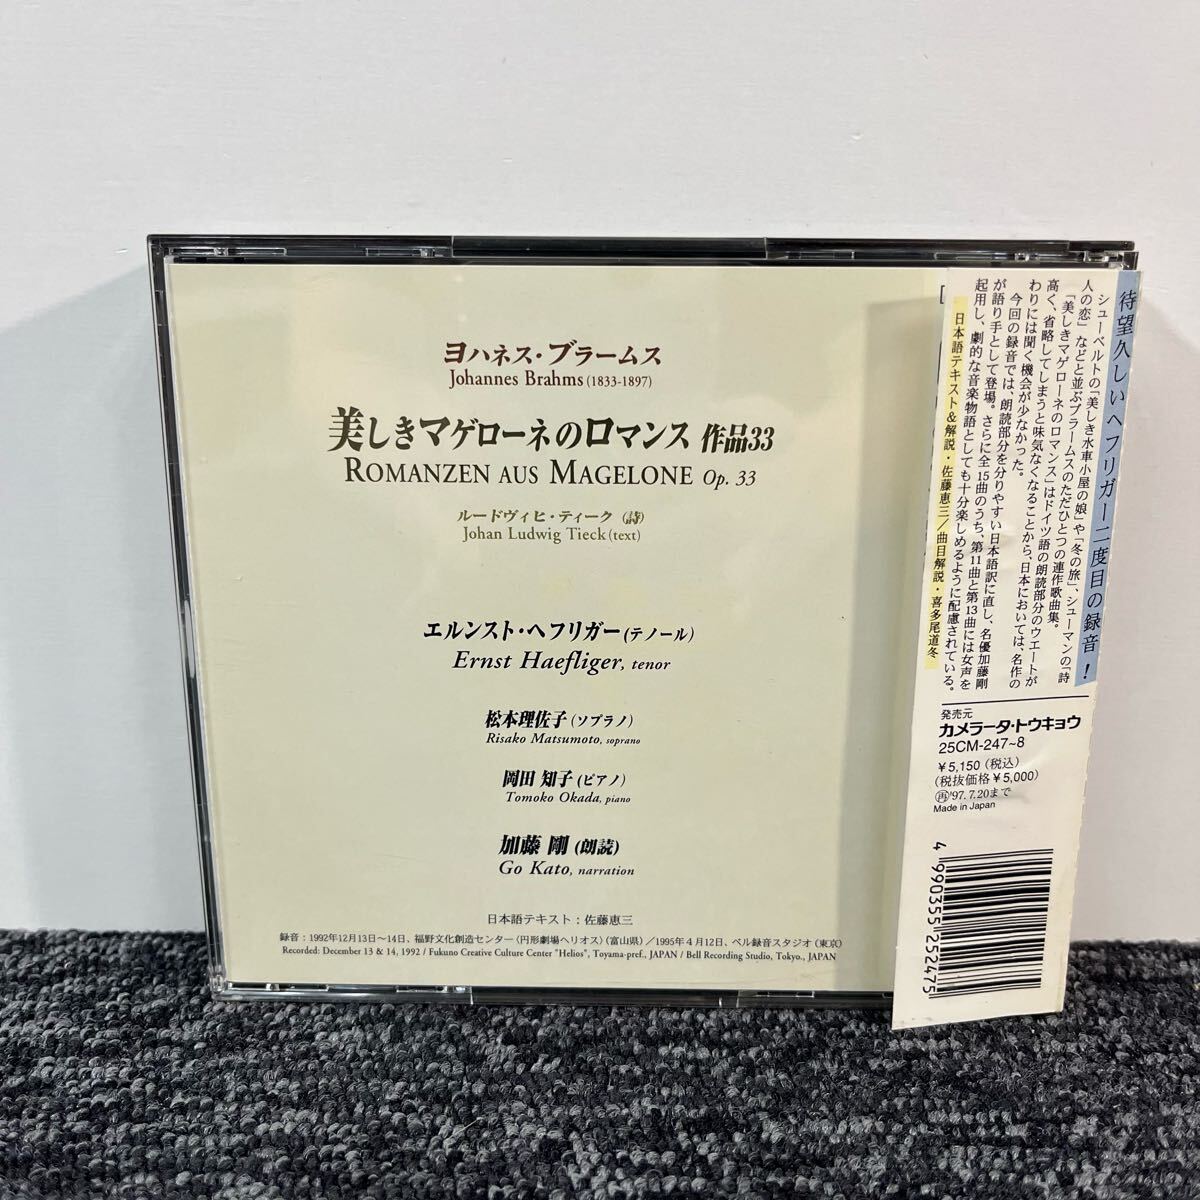 ヨハネス・ブラームス
Johannes Brahms (1833-1897)
美しきマゲローネのロマンス 作品33
ROMANZEN AUS MAGELONE Op. 33
ルードヴィヒ・ティーク (詩)
Johan Ludwig Tieck (text)
エルンスト・ヘフリガー (テノール)
Ernst Haefliger, tenor
松本理佐子 (ソプラノ)
Risako Matsumoto, soprano
岡田 知子 (ピアノ)
Tomoko Okada, piano
加藤 剛 (朗読)
Go Kato, narration
日本語テキスト：佐藤恵三
録音：1992年12月13日〜14日、福野文化創造センター (円形劇場ヘリオス) (富山県)／1995年4月12日、ベル録音スタジオ (東京)
Recorded: December 13 & 14, 1992 / Fukuno Creative Culture Center "Helios", Toyama-pref., JAPAN / Bell Recording Studio, Tokyo., JAPAN
待望久しいヘフリガー二度目の録音！
シューベルトの「美しき水車小屋の娘」や「冬の旅」、シューマンの「詩
人の恋」などと並ぶブラームスのただひとつの連作歌曲集。
「美しきマゲローネのロマンス」はドイツ語の朗読部分のウエートが
高く、省略してしまうと味気なくなることから、日本においては、名作の
わりには聞く機会が少なかった。
今回の録音では、朗読部分を分りやすい日本語訳に直し、名優加藤剛
が語り手として登場。さらに全15曲のうち、第11曲と第13曲には女声を
起用し、劇的な音楽物語としても十分楽しめるように配慮されている。
日本語テキスト&解説・佐藤恵三／曲目解説・喜多尾道冬
発売元
カメラータ・トウキョウ
25CM-247~8
¥5,150 (税込)
(税抜価格¥5,000)
再'97.7.20まで
Made in Japan
4 990355 252475